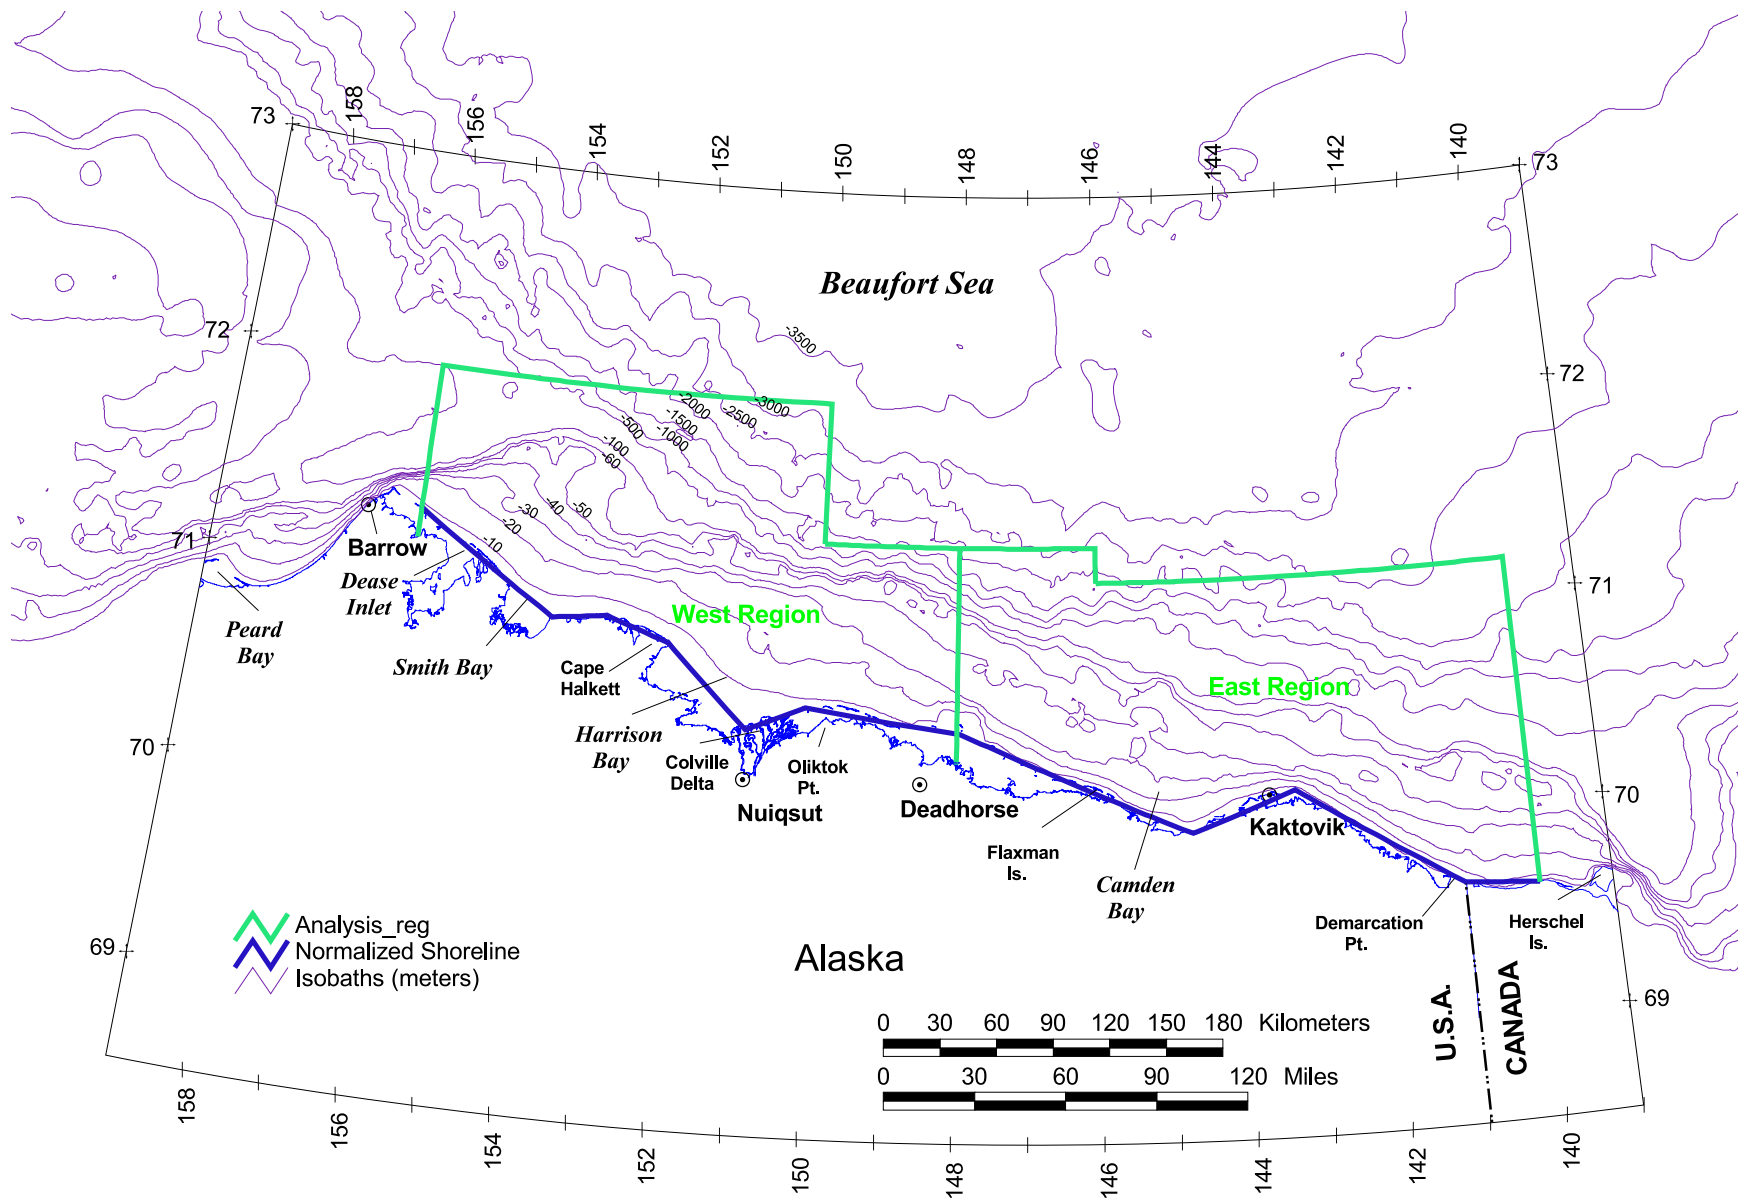 158
156
154
152
150
148
146
144
142
140
73
73
Beaufort Sea
72
72
-3500
-3000
-2000
-2500
-1500
-500
-1000
-100
-60
-50
-40
-30
-20
-10
71
71
Barrow
Dease
Inlet
Peard
Bay
Smith Bay
West Region
Cape
Halkett
East Region
70
70
Harrison
Bay
Colville
Delta
Oliktok
Pt.
Nuiqsut
Deadhorse
Kaktovik
Flaxman
Is.
Camden
Bay
Demarcation
Pt.
Herschel
Is.
Analysis_reg
Normalized Shoreline
Isobaths (meters)
69
69
Alaska
U.S.A.
CANADA
0 30 60 90 120 150 180 Kilometers
0 30 60 90 120 Miles
158
156
154
152
150
148
146
144
142
140